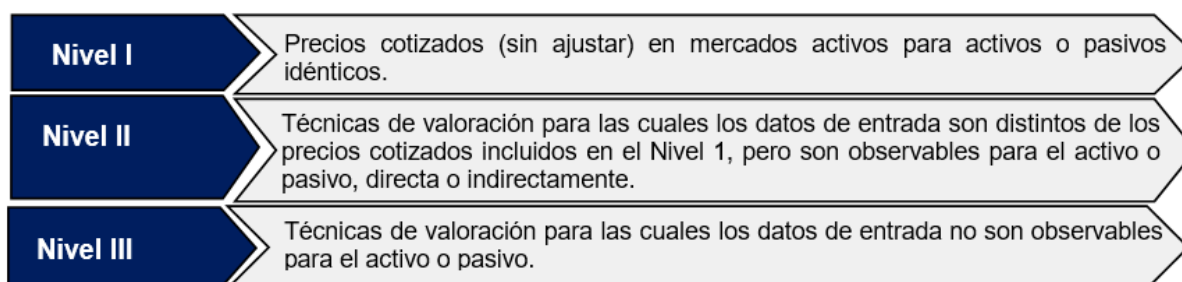 Nivel I
Precios cotizados (sin ajustar) en mercados activos para activos o pasivos
idénticos.
Nivel II
Técnicas de valoración para las cuales los datos de entrada son distintos de los
precios cotizados incluidos en el Nivel 1, pero son observables para el activo o
pasivo, directa o indirectamente.
Nivel III
Técnicas de valoración para las cuales los datos de entrada no son observables
para el activo o pasivo.